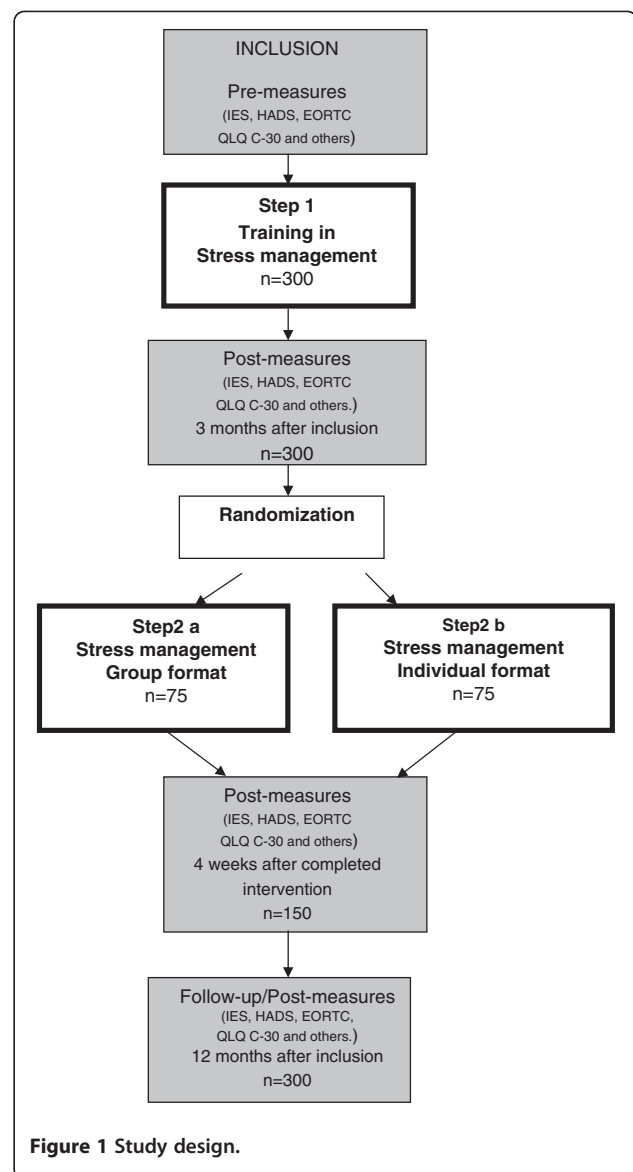 INCLUSION
Pre-measures
(IES, HADS, EORTC
QLQ C-30 and others)
Step 1
Training in
Stress management
n=300
Post-measures
(IES, HADS, EORTC
QLQ C-30 and others.)
3 months after inclusion
n=300
Randomization
Step2 a
Stress management
Group format
n=75
Step2 b
Stress management
Individual format
n=75
Post-measures
(IES, HADS, EORTC
QLQ C-30 and others)
4 weeks after completed
intervention
n=150
Follow-up/Post-measures
(IES, HADS, EORTC,
QLQ C-30 and others.)
12 months after inclusion
n=300
Figure 1 Study design.